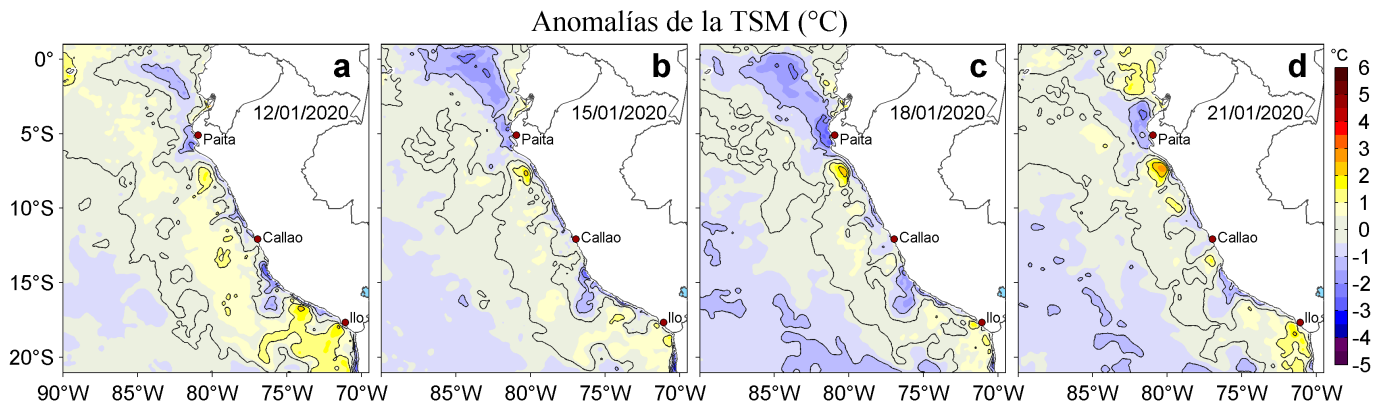 Anomalías de la TSM (°C)
a
12/01/2020
Paita
Callao
Ilo
b
15/01/2020
Paita
Callao
Ilo
c
18/01/2020
Paita
Callao
Ilo
d
21/01/2020
Paita
Callao
Ilo
0°
5°S
10°S
15°S
20°S
90°W 85°W 80°W 75°W 70°W
85°W 80°W 75°W 70°W
85°W 80°W 75°W 70°W
85°W 80°W 75°W 70°W
°C
6
5
4
3
2
1
0
-1
-2
-3
-4
-5